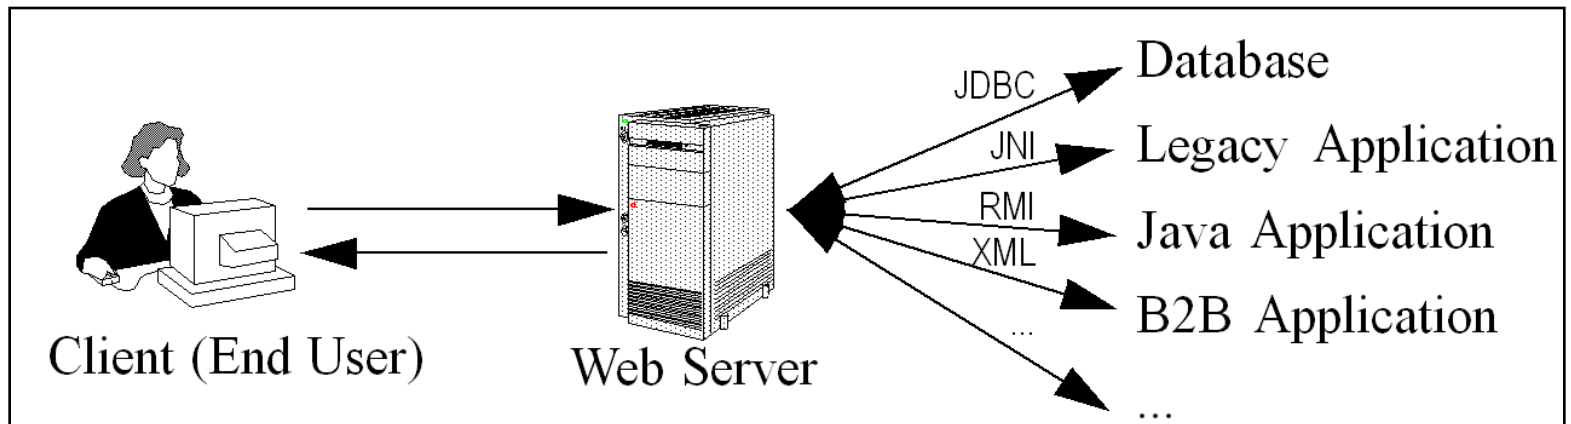 JDBC
Database
JNI
Legacy Application
RMI
Java Application
XML
B2B Application
...
...
Client (End User)
Web Server